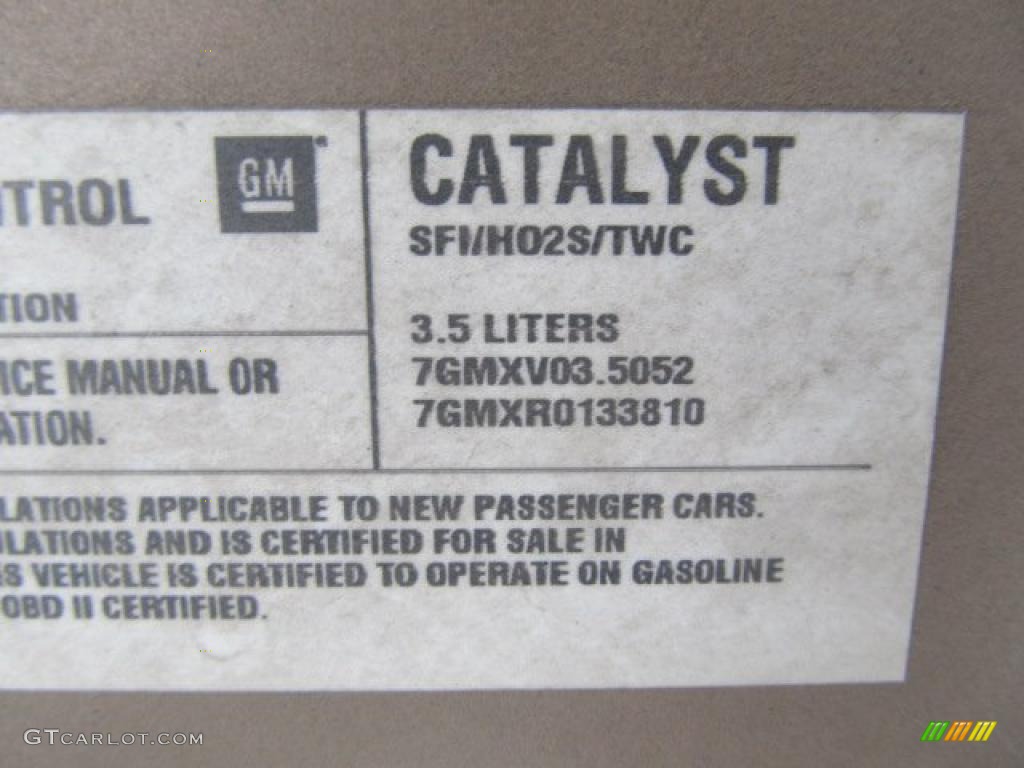 TROL
GM
TION
ICE MANUAL OR
ATION.
CATALYST
SFI/HO2S/TWC
3.5 LITERS
7GMXV03.5052
7GMXR0133810
LATIONS APPLICABLE TO NEW PASSENGER CARS.
ULATIONS AND IS CERTIFIED FOR SALE IN
S VEHICLE IS CERTIFIED TO OPERATE ON GASOLINE
OBD II CERTIFIED.
GTCARLOT.COM